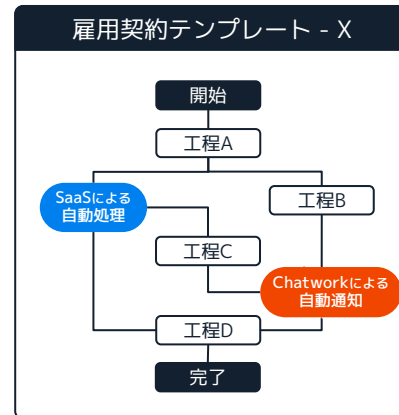 雇用契約テンプレート - X
開始
工程A
SaaSによる
自動処理
工程B
工程C
Chatworkによる
自動通知
工程D
完了